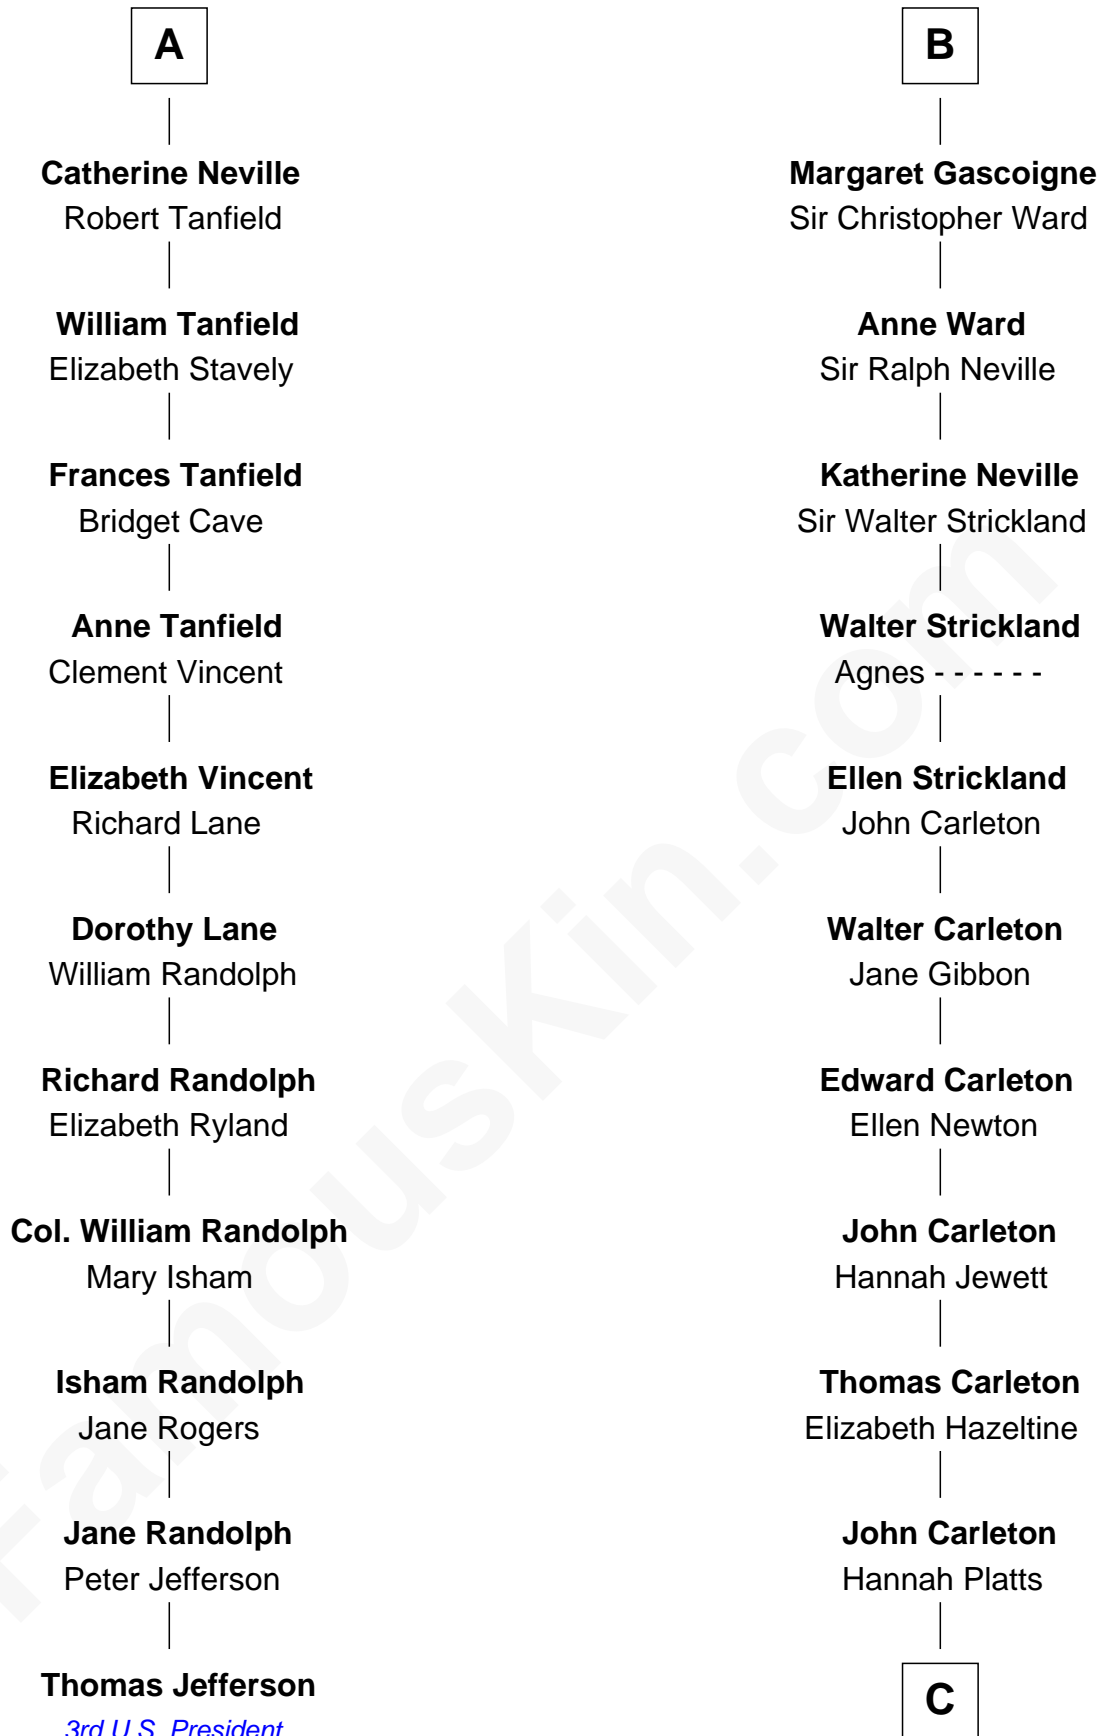 A
Catherine Neville
Robert Tanfield
William Tanfield
Elizabeth Stavely
Frances Tanfield
Bridget Cave
Anne Tanfield
Clement Vincent
Elizabeth Vincent
Richard Lane
Dorothy Lane
William Randolph
Richard Randolph
Elizabeth Ryland
Col. William Randolph
Mary Isham
Isham Randolph
Jane Rogers
Jane Randolph
Peter Jefferson
Thomas Jefferson
3rd U.S. President
B
Margaret Gascoigne
Sir Christopher Ward
Anne Ward
Sir Ralph Neville
Katherine Neville
Sir Walter Strickland
Walter Strickland
Agnes - - - - - -
Ellen Strickland
John Carleton
Walter Carleton
Jane Gibbon
Edward Carleton
Ellen Newton
John Carleton
Hannah Jewett
Thomas Carleton
Elizabeth Hazeltine
John Carleton
Hannah Platts
C
FamousKin.com